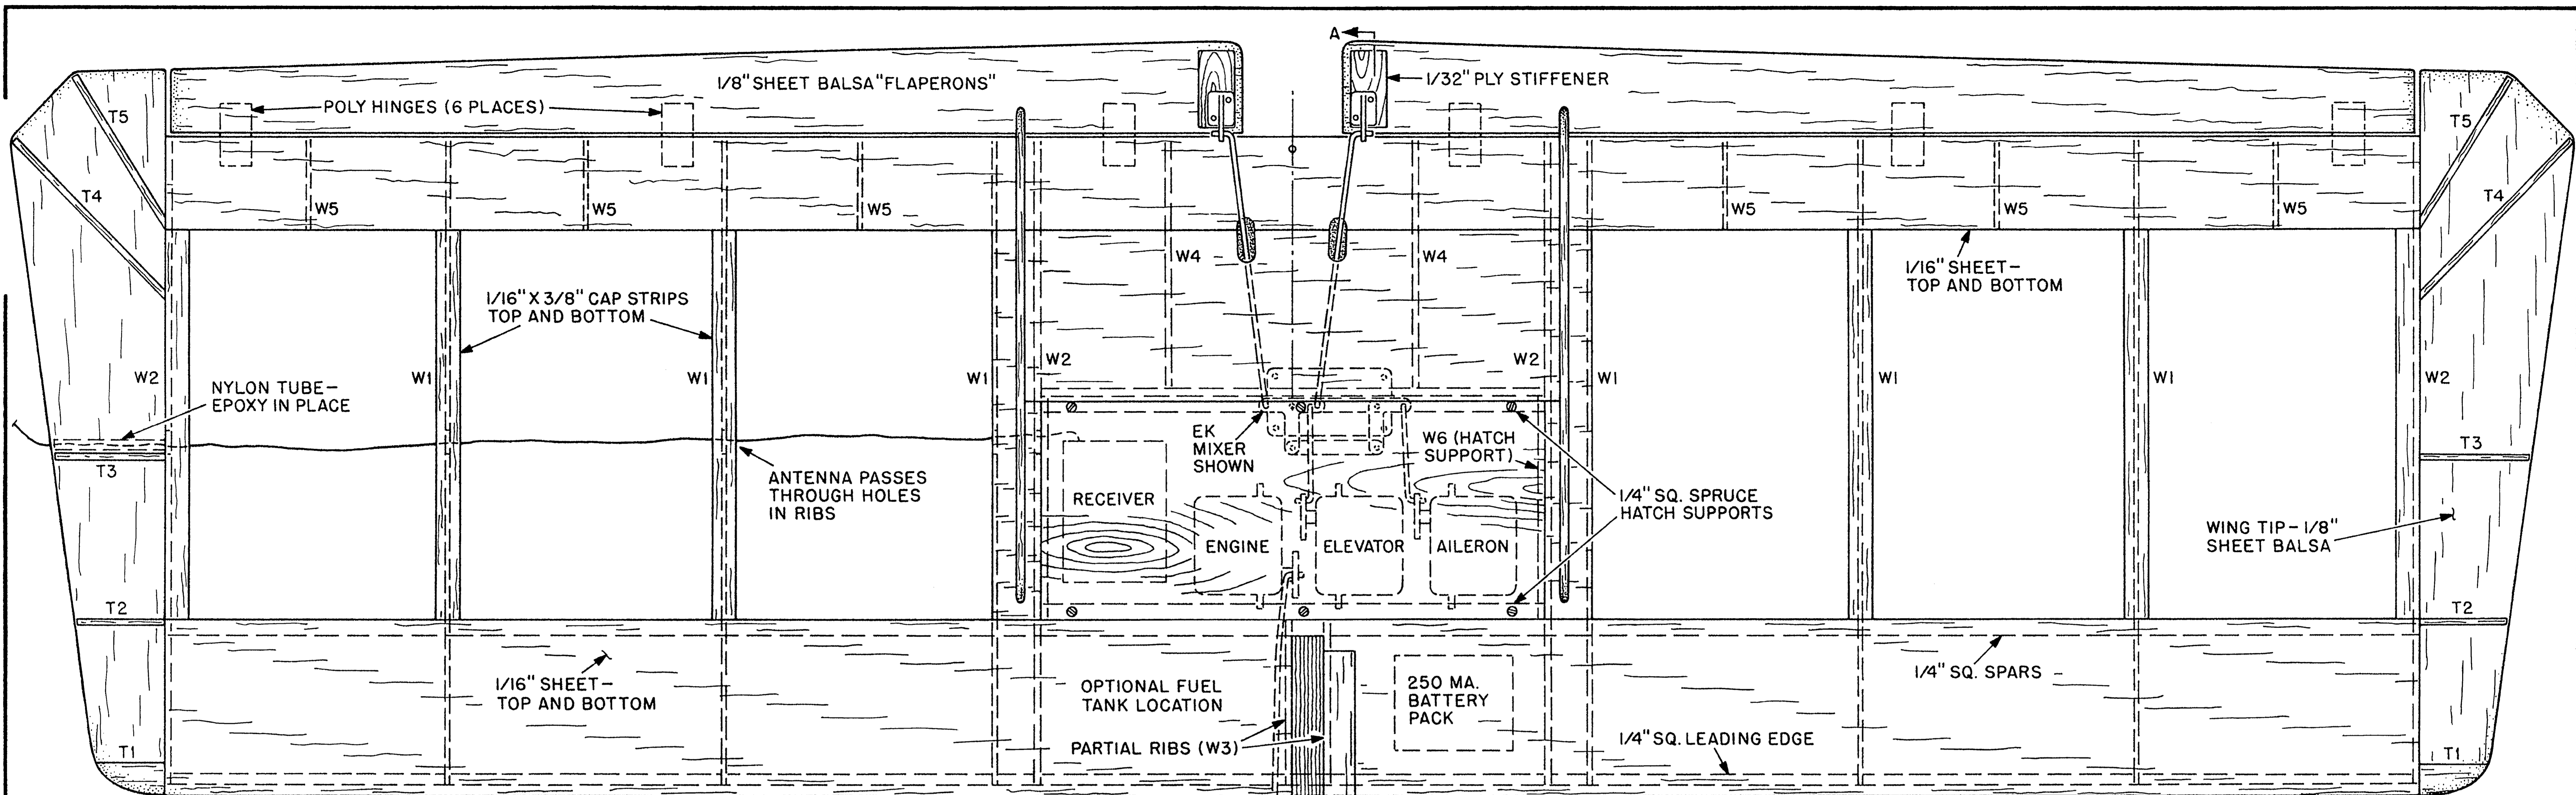 A
1/8" SHEET BALSA "FLAPERONS"
1/32" PLY STIFFENER
POLY HINGES (6 PLACES)
T5
T5
T4
T4
W5
W5
W5
W5
W5
W5
W4
W4
1/16" SHEET-
TOP AND BOTTOM
1/16" X 3/8" CAP STRIPS
TOP AND BOTTOM
W2
W1
W1
W1
W2
W2
W1
W1
W1
W2
NYLON TUBE-
EPOXY IN PLACE
T3
T3
EK
MIXER
SHOWN
W6 (HATCH
SUPPORT)
ANTENNA PASSES
THROUGH HOLES
IN RIBS
RECEIVER
1/4" SQ. SPRUCE
HATCH SUPPORTS
ENGINE
ELEVATOR
AILERON
WING TIP-1/8"
SHEET BALSA
T2
T2
1/16" SHEET-
TOP AND BOTTOM
OPTIONAL FUEL
TANK LOCATION
250 MA.
BATTERY
PACK
1/4" SQ. SPARS
PARTIAL RIBS (W3)
1/4" SQ. LEADING EDGE
T1
T1